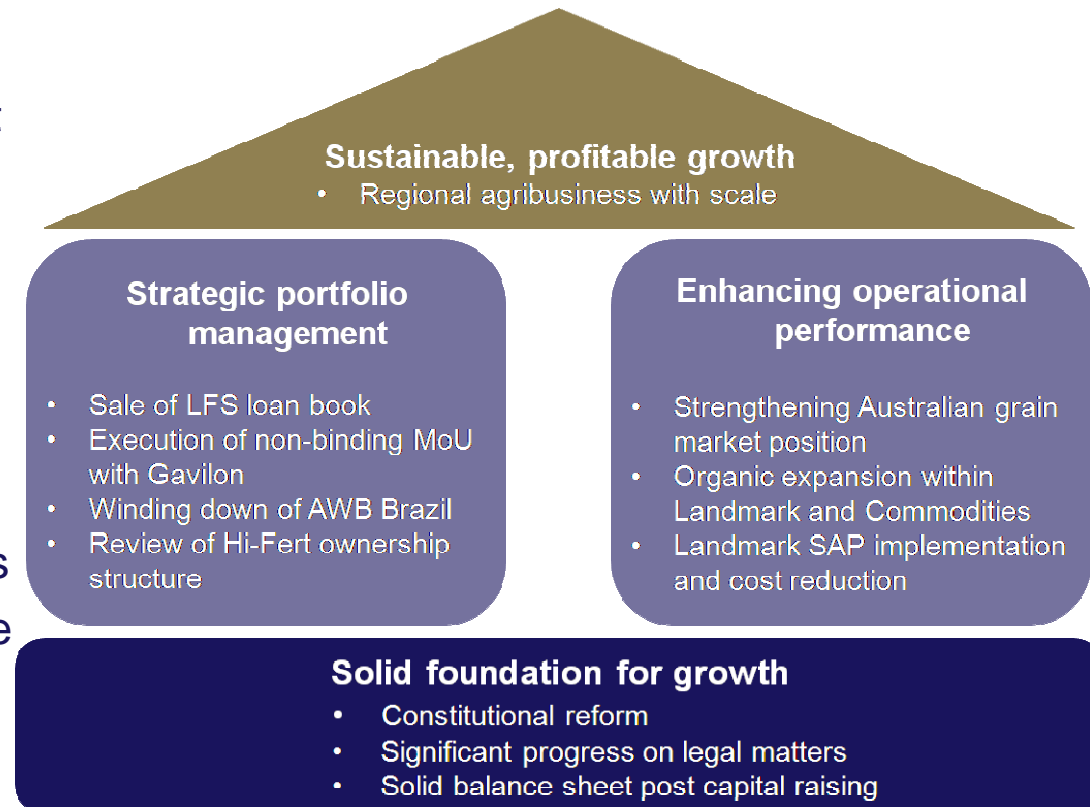 Sustainable, profitable growth
• Regional agribusiness with scale
Strategic portfolio
management
• Sale of LFS loan book
• Execution of non-binding MoU
with Gavilon
• Winding down of AWB Brazil
• Review of Hi-Fert ownership
structure
Enhancing operational
performance
• Strengthening Australian grain
market position
• Organic expansion within
Landmark and Commodities
• Landmark SAP implementation
and cost reduction
Solid foundation for growth
• Constitutional reform
• Significant progress on legal matters
• Solid balance sheet post capital raising